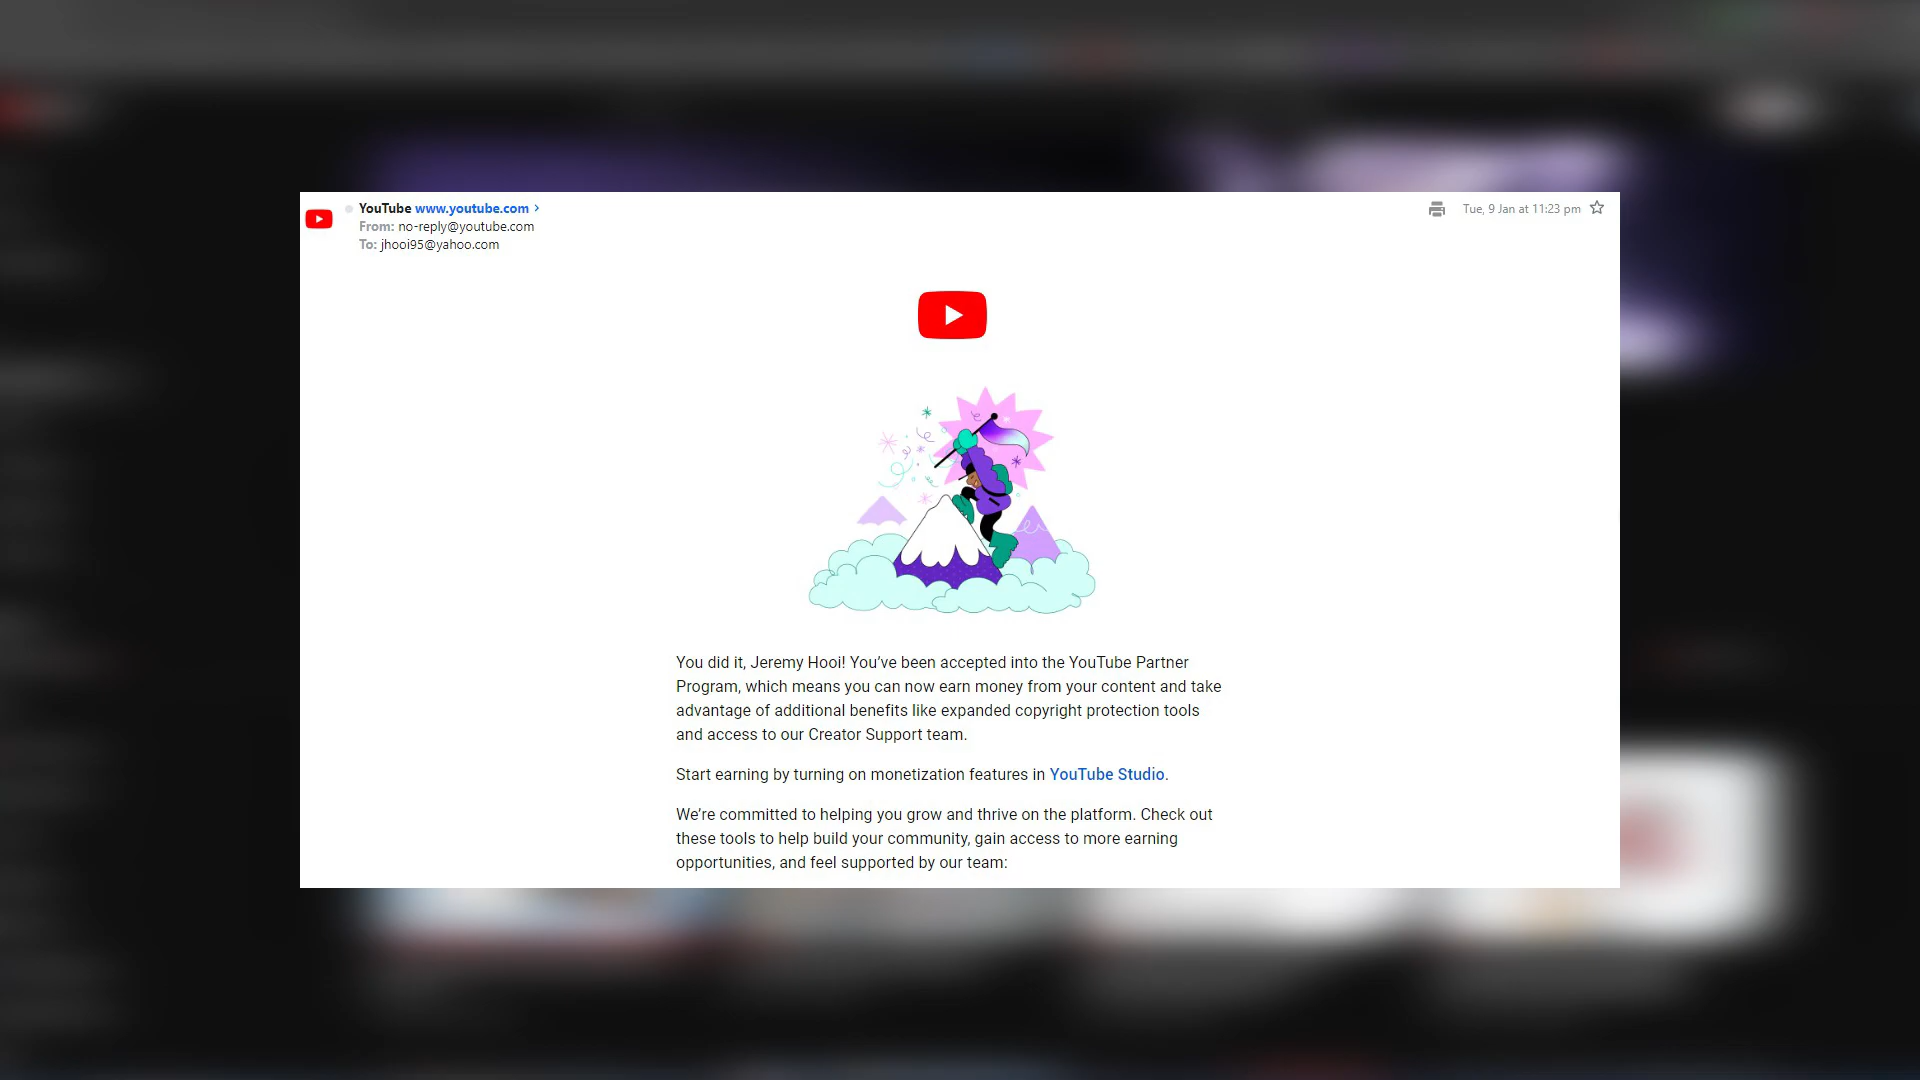 YouTube www.youtube.com >
From: no-reply@youtube.com
To: jhooi95@yahoo.com
Tue, 9 Jan at 11:23 pm
You did it, Jeremy Hooi! You’ve been accepted into the YouTube Partner
Program, which means you can now earn money from your content and take
advantage of additional benefits like expanded copyright protection tools
and access to our Creator Support team.
Start earning by turning on monetization features in YouTube Studio.
We’re committed to helping you grow and thrive on the platform. Check out
these tools to help build your community, gain access to more earning
opportunities, and feel supported by our team: